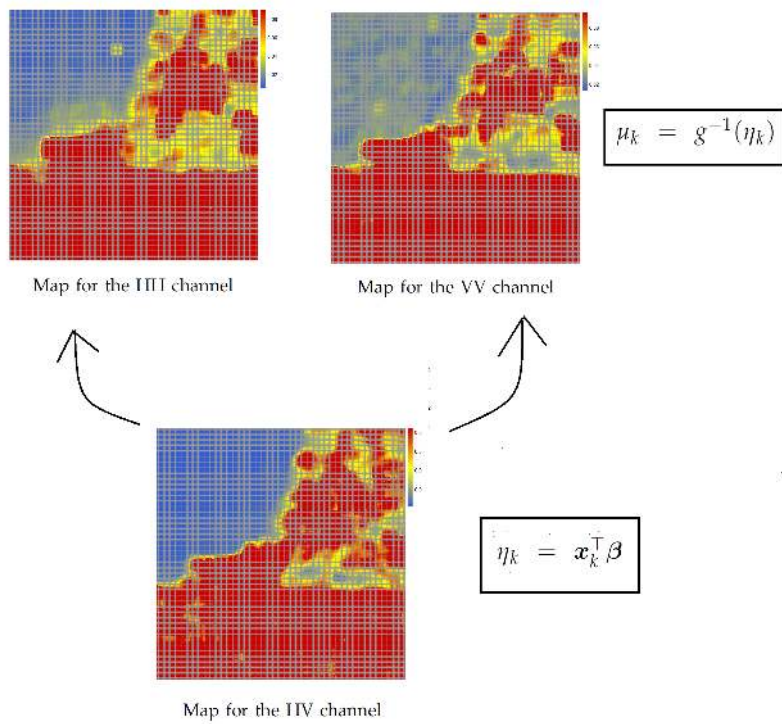 μ_k = g^{-1}(η_k)
Map for the HH channel
Map for the VV channel
η_k = x_k^⊤ β
Map for the HV channel